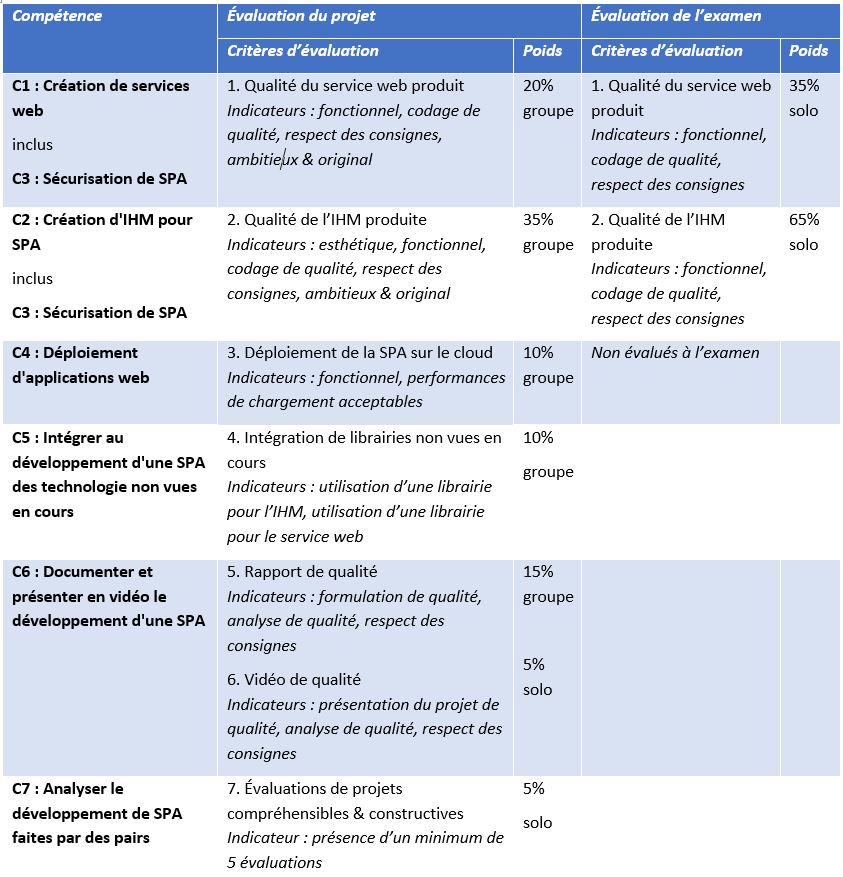 Compétence
Évaluation du projet
Évaluation de l’examen
Critères d’évaluation
Poids
Critères d’évaluation
Poids
C1 : Création de services
web
inclus
C3 : Sécurisation de SPA
1. Qualité du service web produit
Indicateurs : fonctionnel, codage de
qualité, respect des consignes,
ambitieux & original
20%
groupe
1. Qualité du service web
produit
Indicateurs : fonctionnel,
codage de qualité,
respect des consignes
35%
solo
C2 : Création d'IHM pour
SPA
inclus
C3 : Sécurisation de SPA
2. Qualité de l’IHM produite
Indicateurs : esthétique, fonctionnel,
codage de qualité, respect des
consignes, ambitieux & original
35%
groupe
2. Qualité de l’IHM
produite
Indicateurs : fonctionnel,
codage de qualité,
respect des consignes
65%
solo
C4 : Déploiement
d'applications web
3. Déploiement de la SPA sur le cloud
Indicateurs : fonctionnel, performances
de chargement acceptables
10%
groupe
Non évalués à l’examen
C5 : Intégrer au
développement d'une SPA
des technologie non vues
en cours
4. Intégration de librairies non vues en
cours
Indicateurs : utilisation d’une librairie
pour l’IHM, utilisation d’une librairie
pour le service web
10%
groupe
C6 : Documenter et
présenter en vidéo le
développement d'une SPA
5. Rapport de qualité
Indicateurs : formulation de qualité,
analyse de qualité, respect des
consignes
15%
groupe
6. Vidéo de qualité
Indicateurs : présentation du projet de
qualité, analyse de qualité, respect des
consignes
5%
solo
C7 : Analyser le
développement de SPA
faites par des pairs
7. Évaluations de projets
compréhensibles & constructives
Indicateur : présence d’un minimum de
5 évaluations
5%
solo